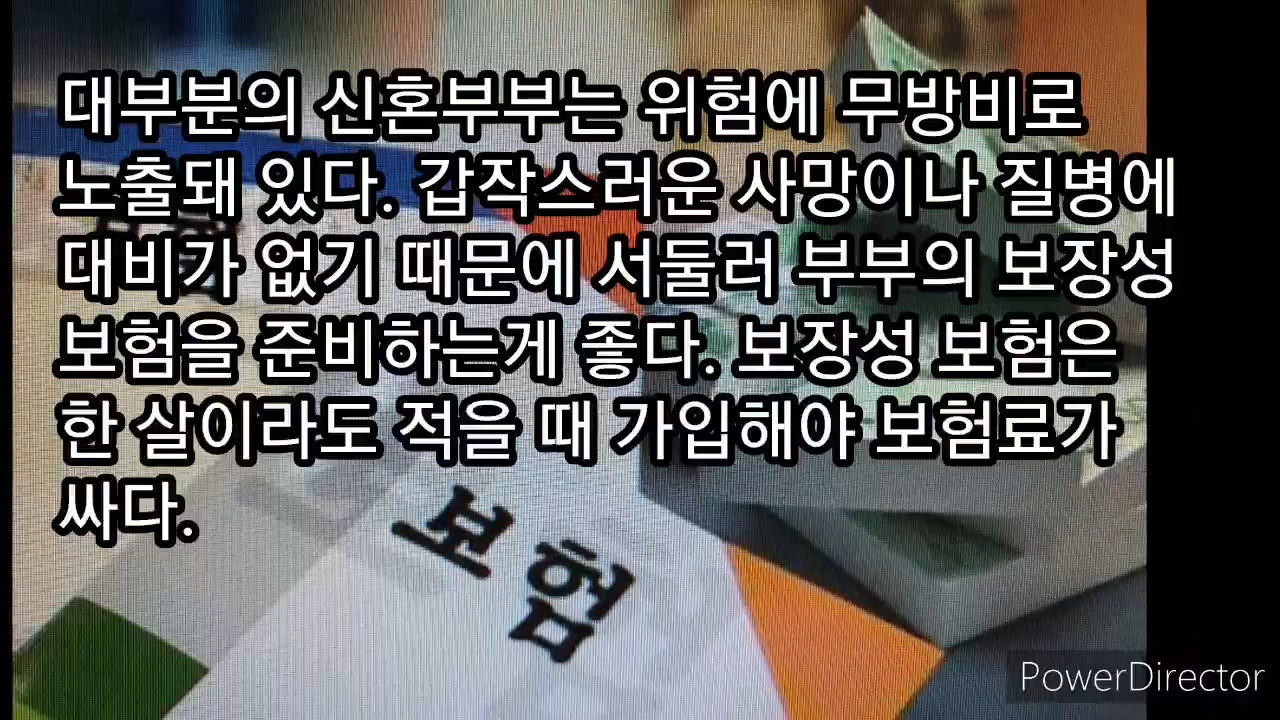 대부분의 신혼부부는 위험에 무방비로
노출돼 있다. 갑작스러운 사망이나 질병에
대비가 없기 때문에 서둘러 부부의 보장성
보험을 준비하는게 좋다. 보장성 보험은
한 살이라도 적을 때 가입해야 보험료가
싸다.
보험
PowerDirector